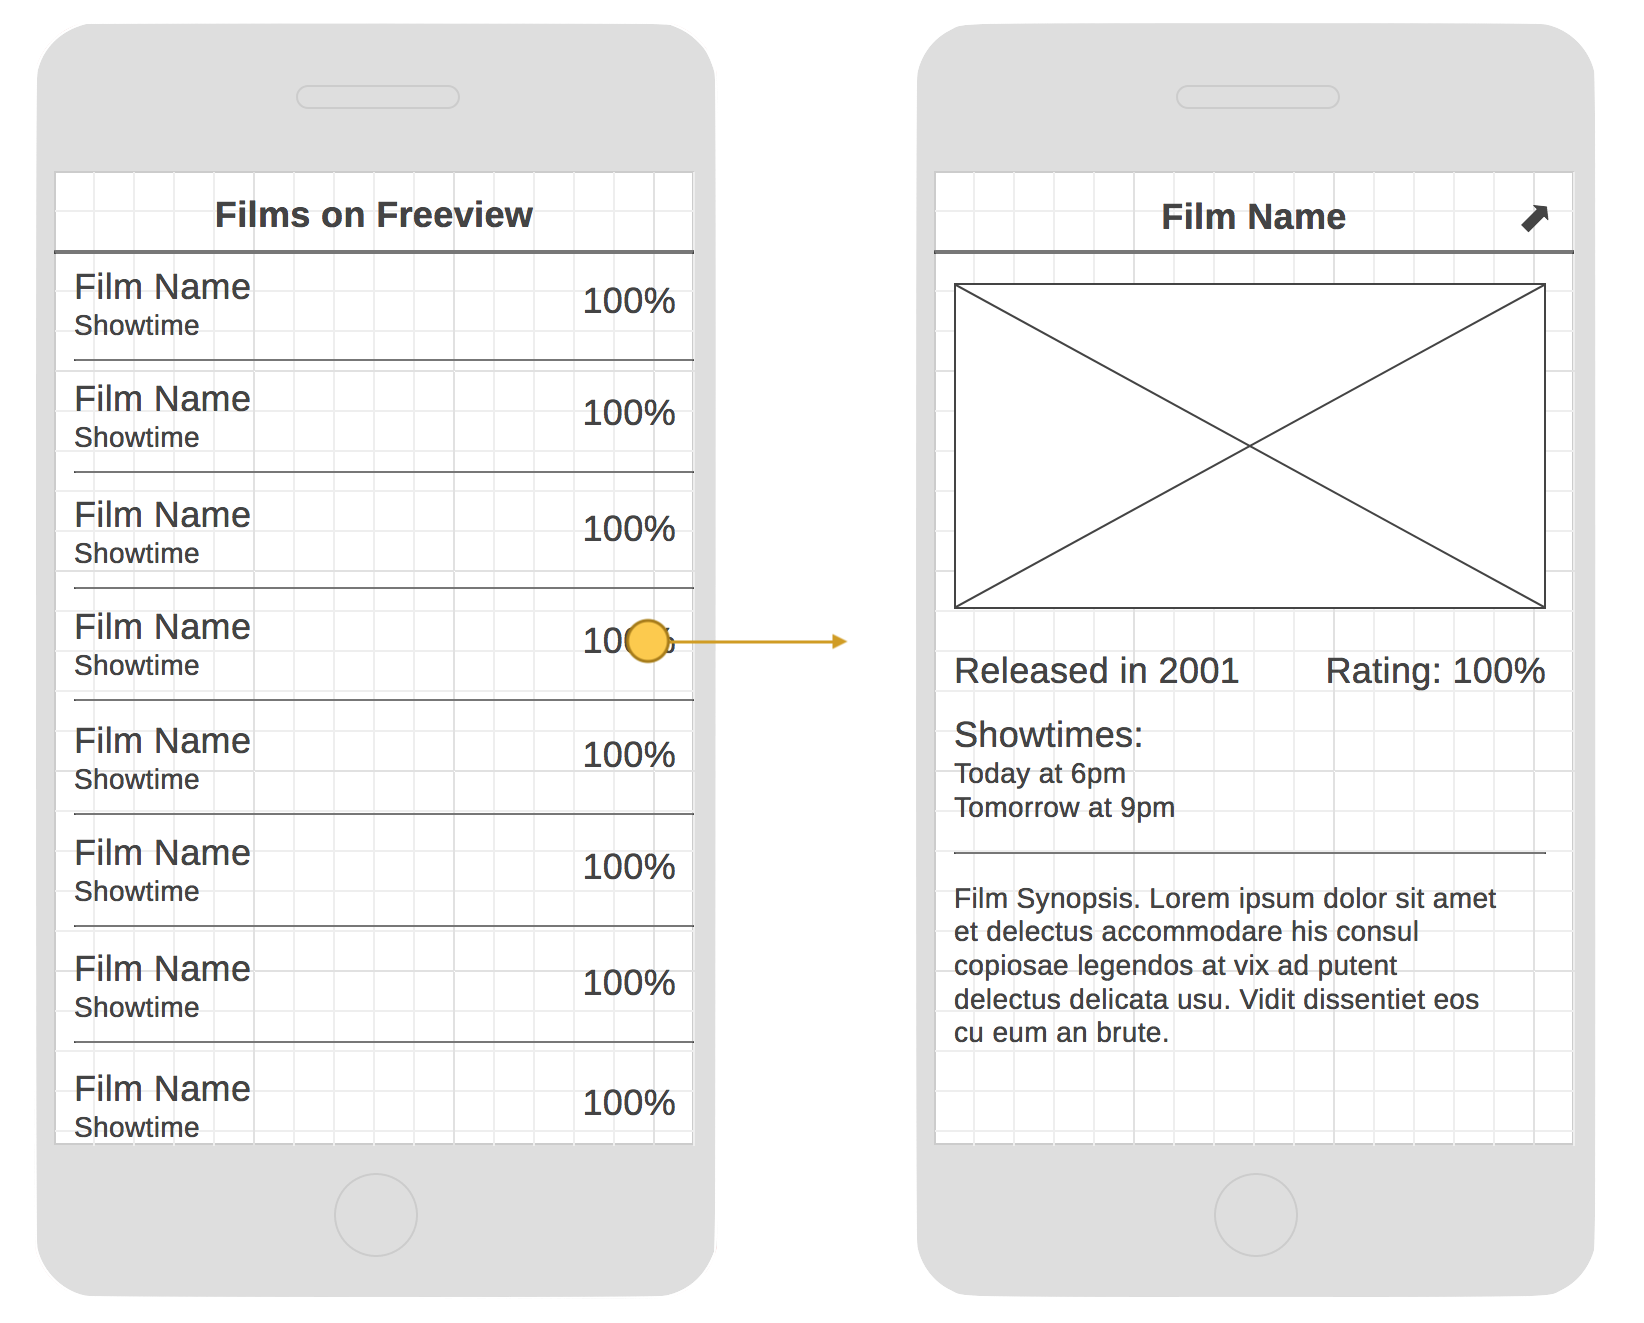 Films on Freeview
Film Name
Showtime
100%
Film Name
Showtime
100%
Film Name
Showtime
100%
Film Name
Showtime
Film Name
Showtime
100%
Film Name
Showtime
100%
Film Name
Showtime
100%
Film Name
Showtime
100%
Film Name
Released in 2001
Rating: 100%
Showtimes:
Today at 6pm
Tomorrow at 9pm
Film Synopsis. Lorem ipsum dolor sit amet
et delectus accommodare his consul
copiosae legendos at vix ad putent
delectus delicata usu. Vidit dissentiet eos
cu eum an brute.